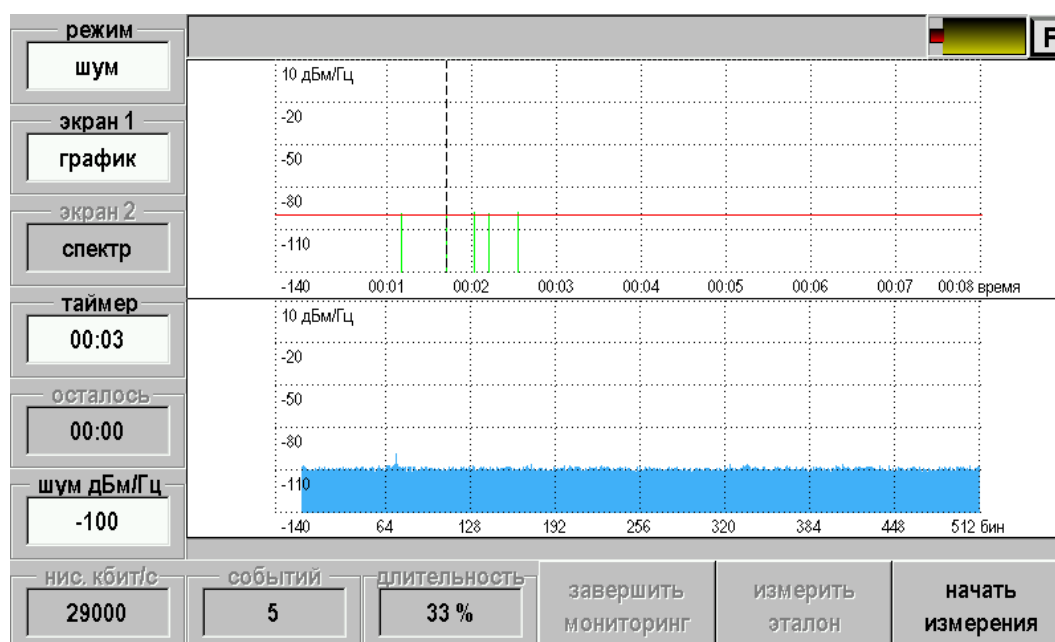 режим
шум
экран 1
график
экран 2
спектр
таймер
00:03
осталось
00:00
шум дБм/Гц
-100
F
10 дБм/Гц
-20
-50
-80
-110
-140 00:01 00:02 00:03 00:04 00:05 00:06 00:07 00:08 время
10 дБм/Гц
-20
-50
-80
-110
-140 64 128 192 256 320 384 448 512 бин
нис. кбит/с
29000
событий
5
длительность
33 %
завершить
мониторинг
измерить
эталон
начать
измерения